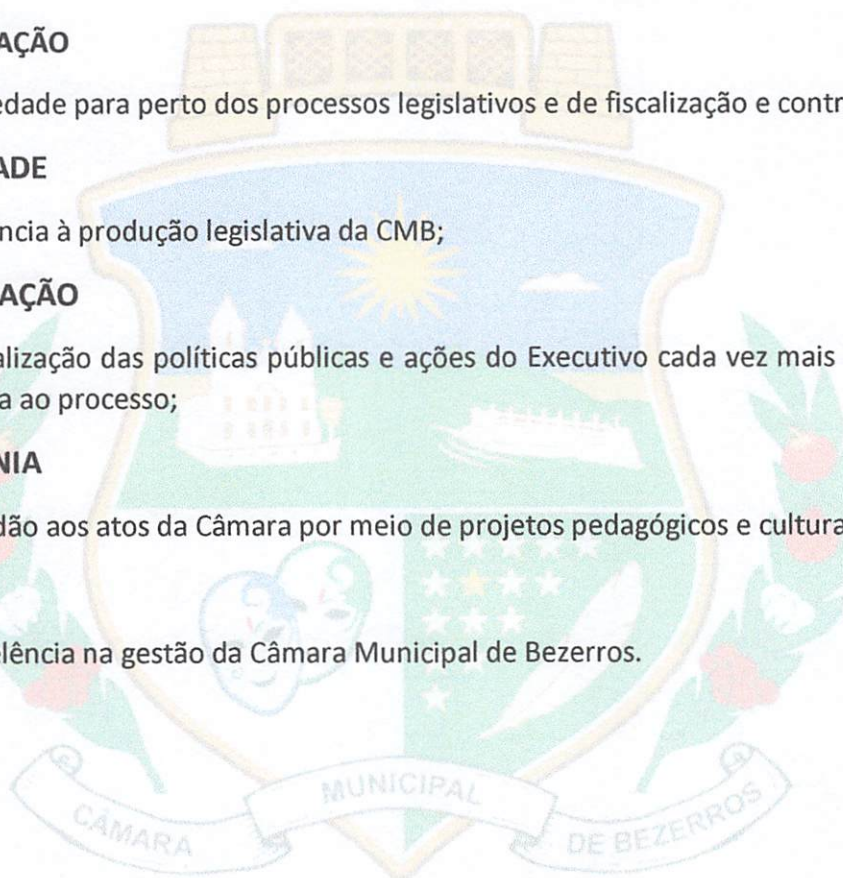 AÇÃO
edade para perto dos processos legislativos e de fiscalização e contr
ADE
ncia à produção legislativa da CMB;
AÇÃO
alização das políticas públicas e ações do Executivo cada vez mais
a ao processo;
NIA
dão aos atos da Câmara por meio de projetos pedagógicos e cultura
elência na gestão da Câmara Municipal de Bezerros.
CÂMARA MUNICIPAL DE BEZERROS